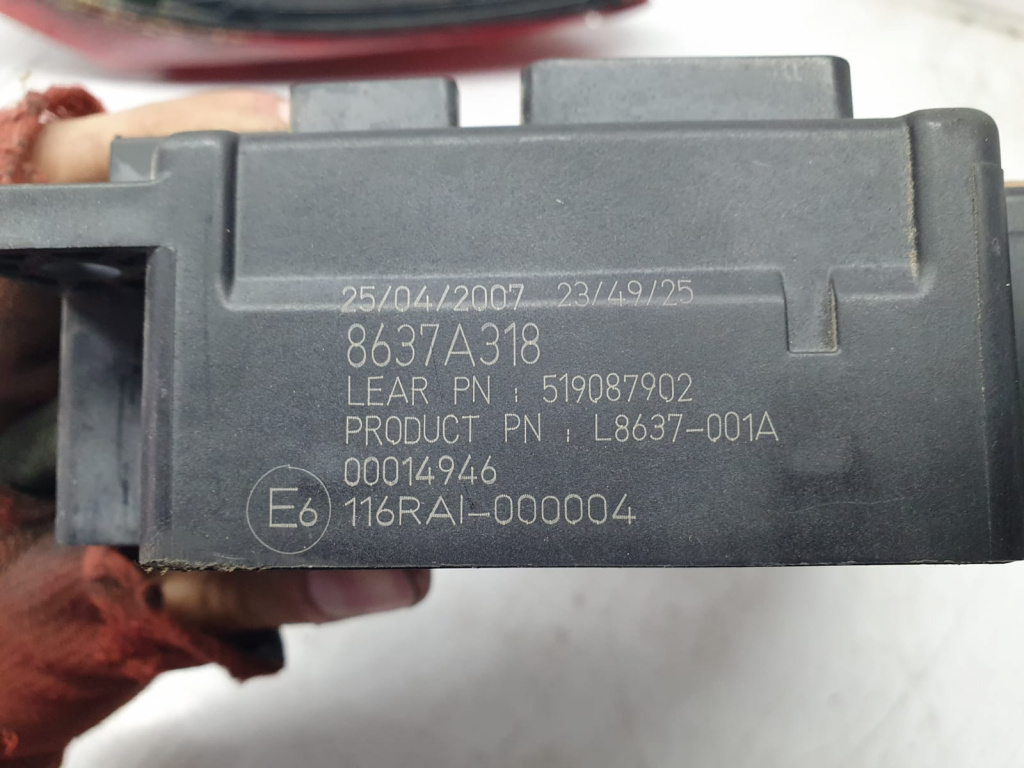 25/04/2007 23/49/25
8637A318
LEAR PN : 519087902
PRODUCT PN : L8637-001A
00014946
E6 116RAI-000004